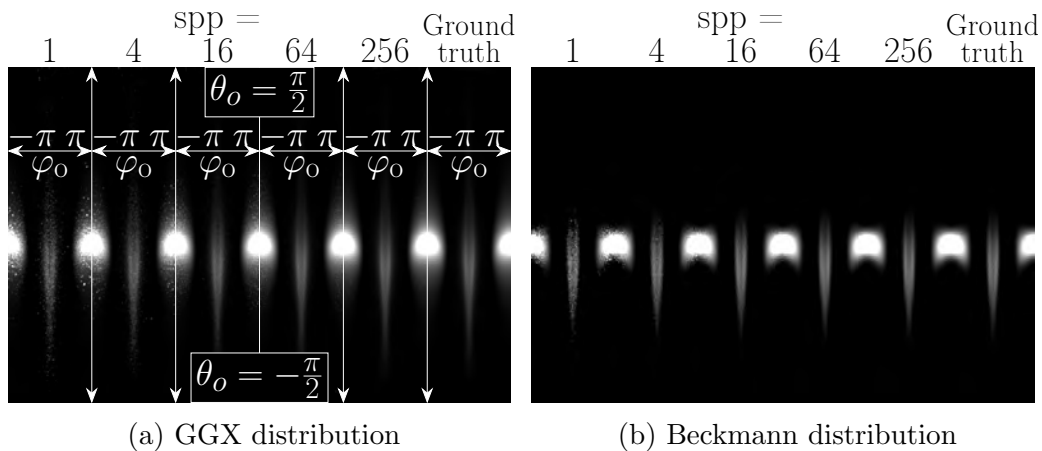 spp = Ground
1 4 16 64 256 truth
θₒ = π/2
−π π −π π −π π −π π −π π −π π
φₒ φₒ φₒ φₒ φₒ φₒ
θₒ = −π/2
(a) GGX distribution
spp = Ground
1 4 16 64 256 truth
(b) Beckmann distribution